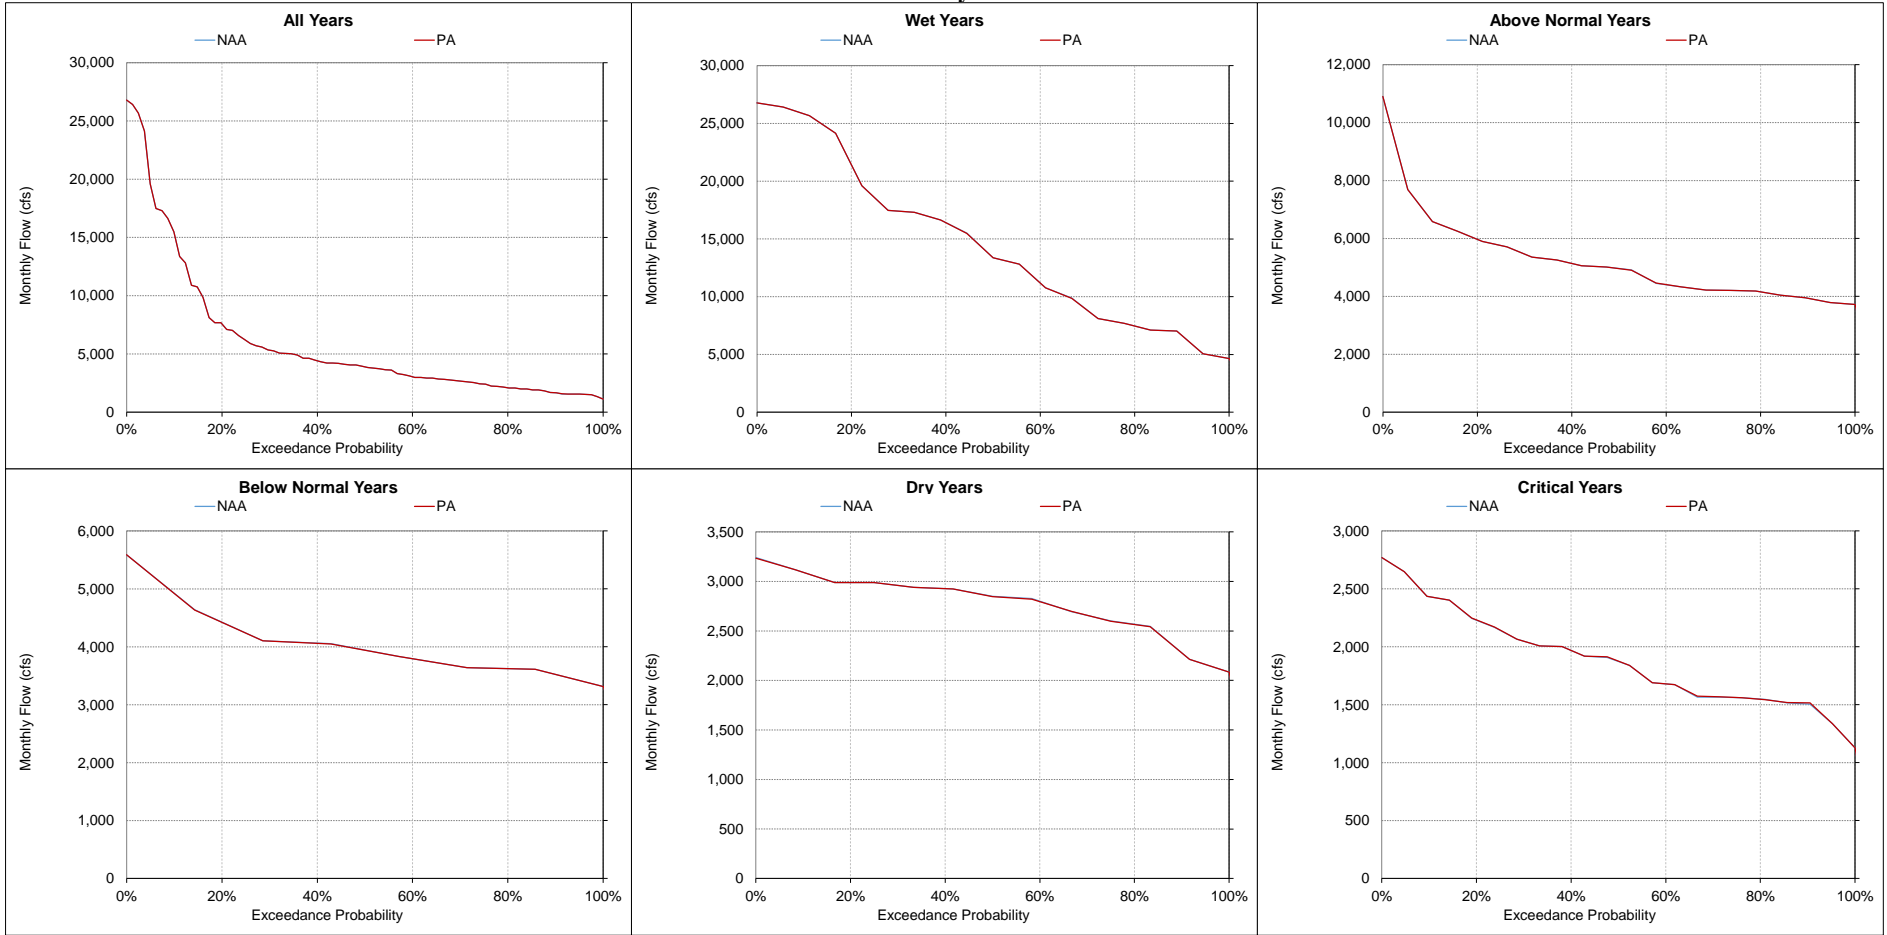 All Years
NAA PA
30,000
25,000
20,000
15,000
10,000
5,000
0
Monthly Flow (cfs)
0% 20% 40% 60% 80% 100%
Exceedance Probability
Wet Years
NAA PA
30,000
25,000
20,000
15,000
10,000
5,000
0
Monthly Flow (cfs)
0% 20% 40% 60% 80% 100%
Exceedance Probability
Above Normal Years
NAA PA
12,000
10,000
8,000
6,000
4,000
2,000
0
Monthly Flow (cfs)
0% 20% 40% 60% 80% 100%
Exceedance Probability
Below Normal Years
NAA PA
6,000
5,000
4,000
3,000
2,000
1,000
0
Monthly Flow (cfs)
0% 20% 40% 60% 80% 100%
Exceedance Probability
Dry Years
NAA PA
3,500
3,000
2,500
2,000
1,500
1,000
500
0
Monthly Flow (cfs)
0% 20% 40% 60% 80% 100%
Exceedance Probability
Critical Years
NAA PA
3,000
2,500
2,000
1,500
1,000
500
0
Monthly Flow (cfs)
0% 20% 40% 60% 80% 100%
Exceedance Probability